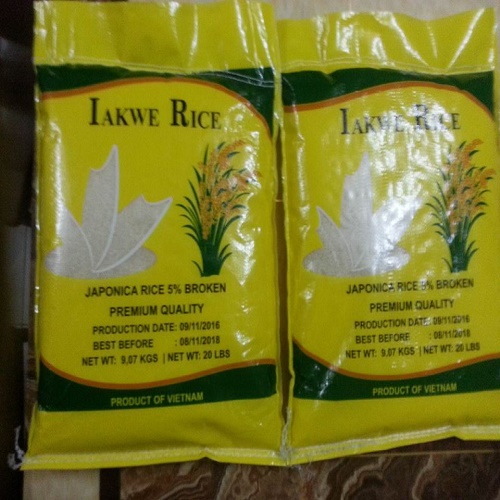 IAKWE RICE
JAPONICA RICE 5% BROKEN
PREMIUM QUALITY
PRODUCTION DATE: 09/11/2016
BEST BEFORE : 08/11/2018
NET WT: 9,07 KGS | NET WT: 20 LBS
PRODUCT OF VIETNAM
IAKWE RICE
JAPONICA RICE 5% BROKEN
PREMIUM QUALITY
PRODUCTION DATE: 09/11/2016
BEST BEFORE : 08/11/2018
NET WT: 9,07 KGS | NET WT: 20 LBS
PRODUCT OF VIETNAM